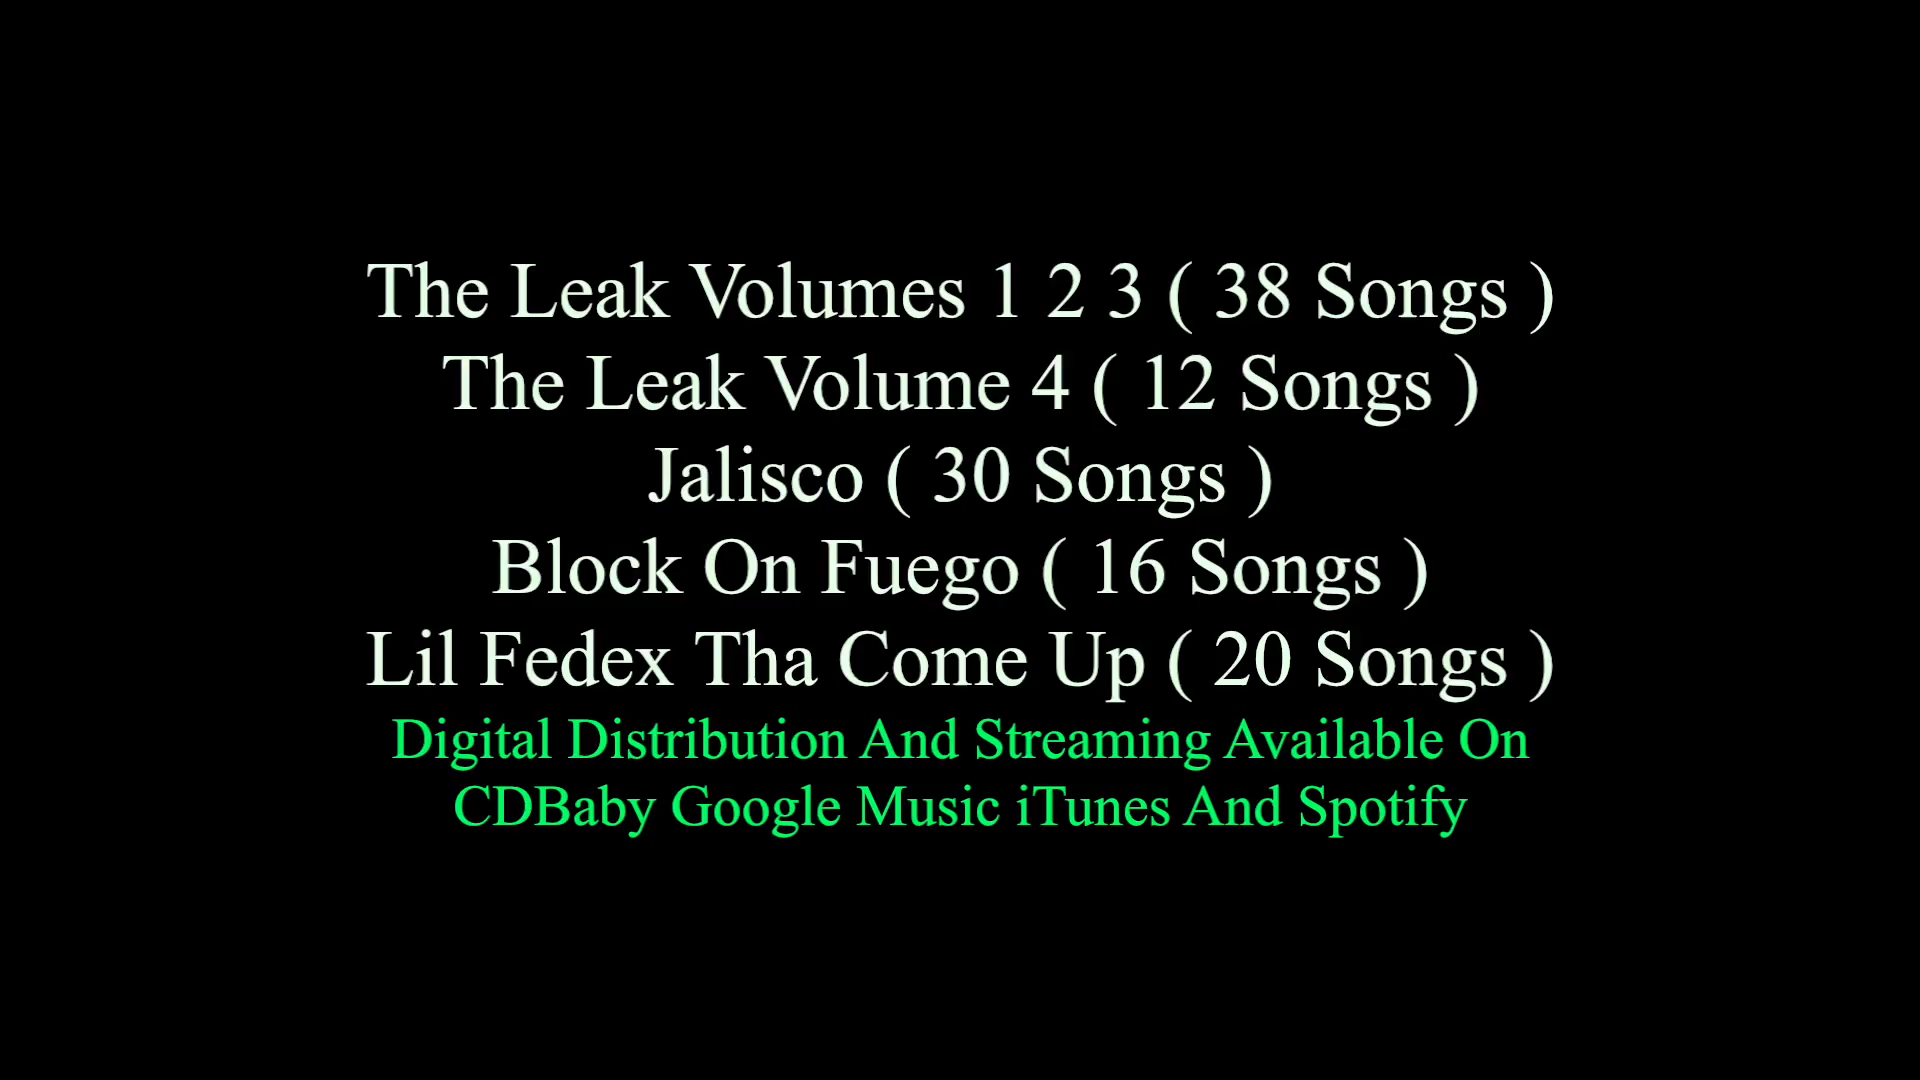 The Leak Volumes 1 2 3 ( 38 Songs )
The Leak Volume 4 ( 12 Songs )
Jalisco ( 30 Songs )
Block On Fuego ( 16 Songs )
Lil Fedex Tha Come Up ( 20 Songs )
Digital Distribution And Streaming Available On
CDBaby Google Music iTunes And Spotify